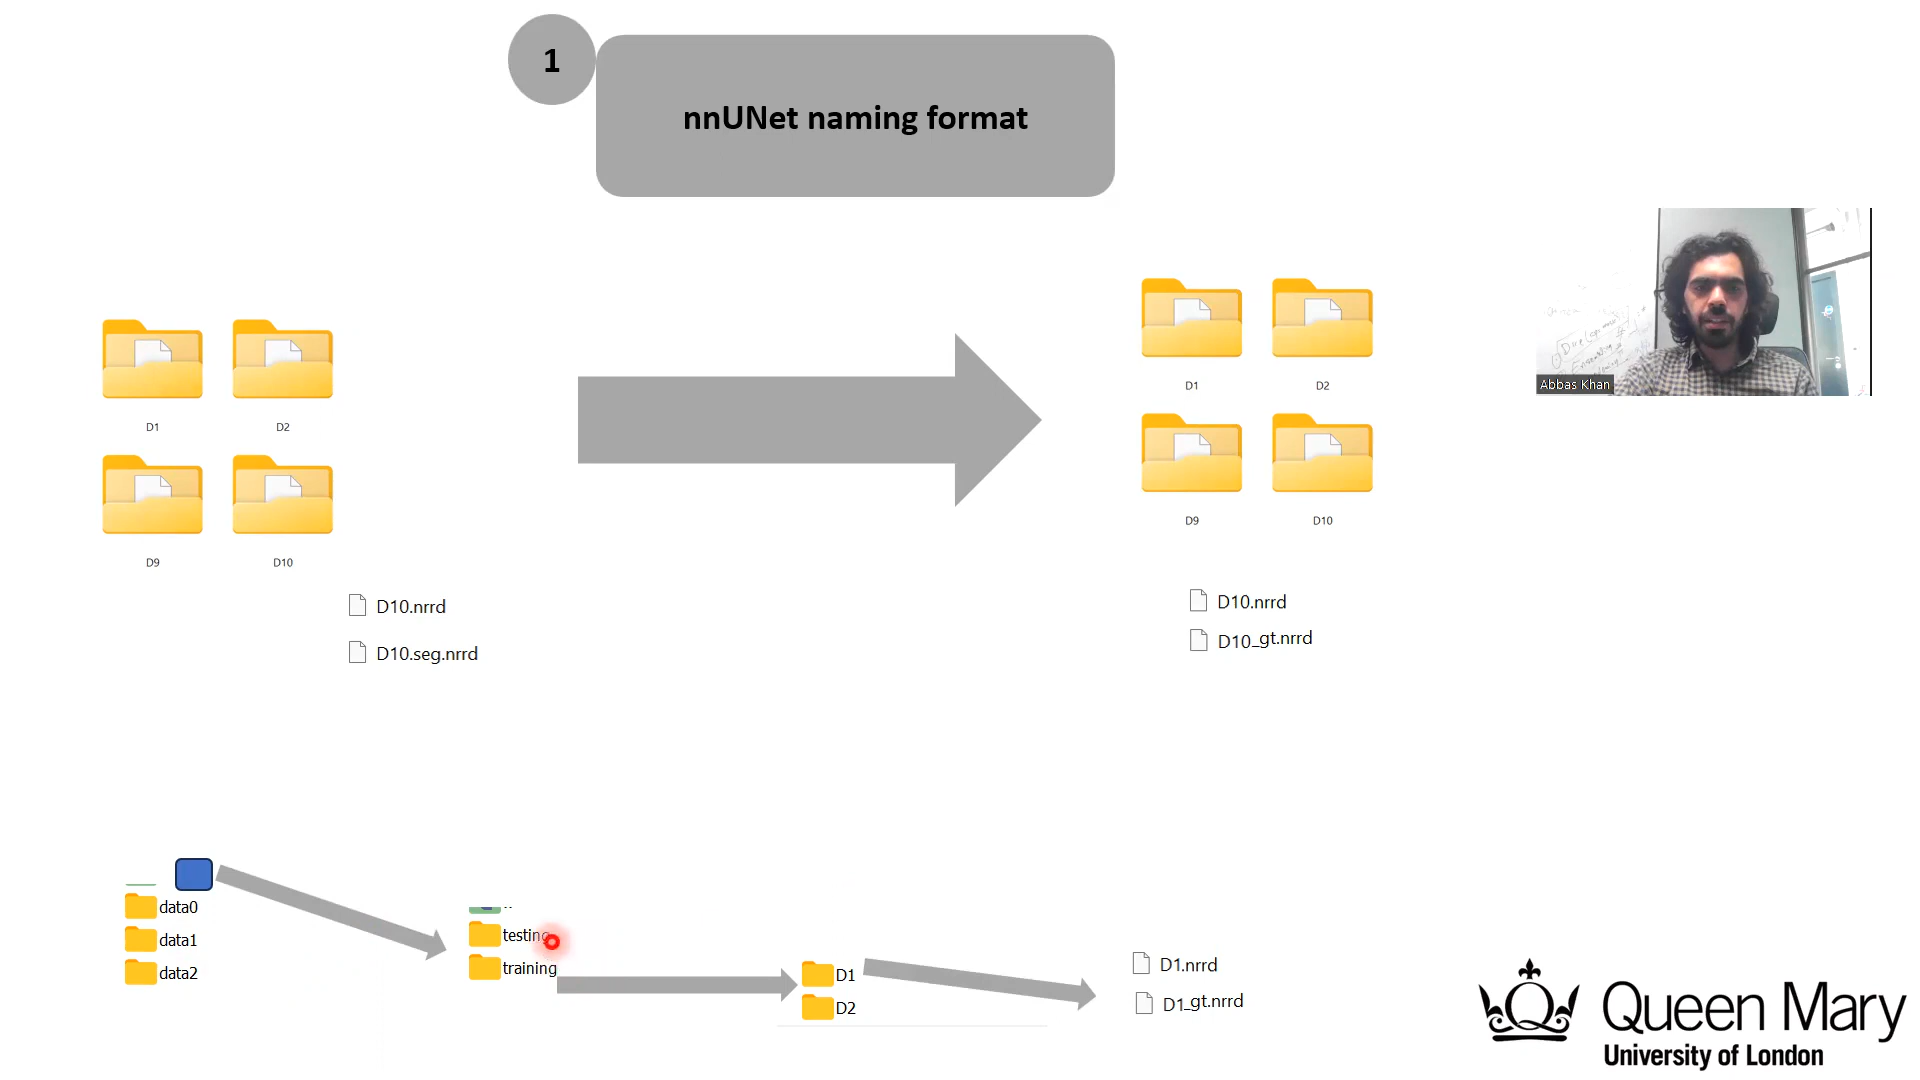 1
nnUNet naming format
D1
D2
D9
D10
D10.nrrd
D10.seg.nrrd
D1
D2
D9
D10
D10.nrrd
D10_gt.nrrd
Abbas Khan
data0
data1
data2
testing
training
D1
D2
D1.nrrd
D1_gt.nrrd
Queen Mary
University of London